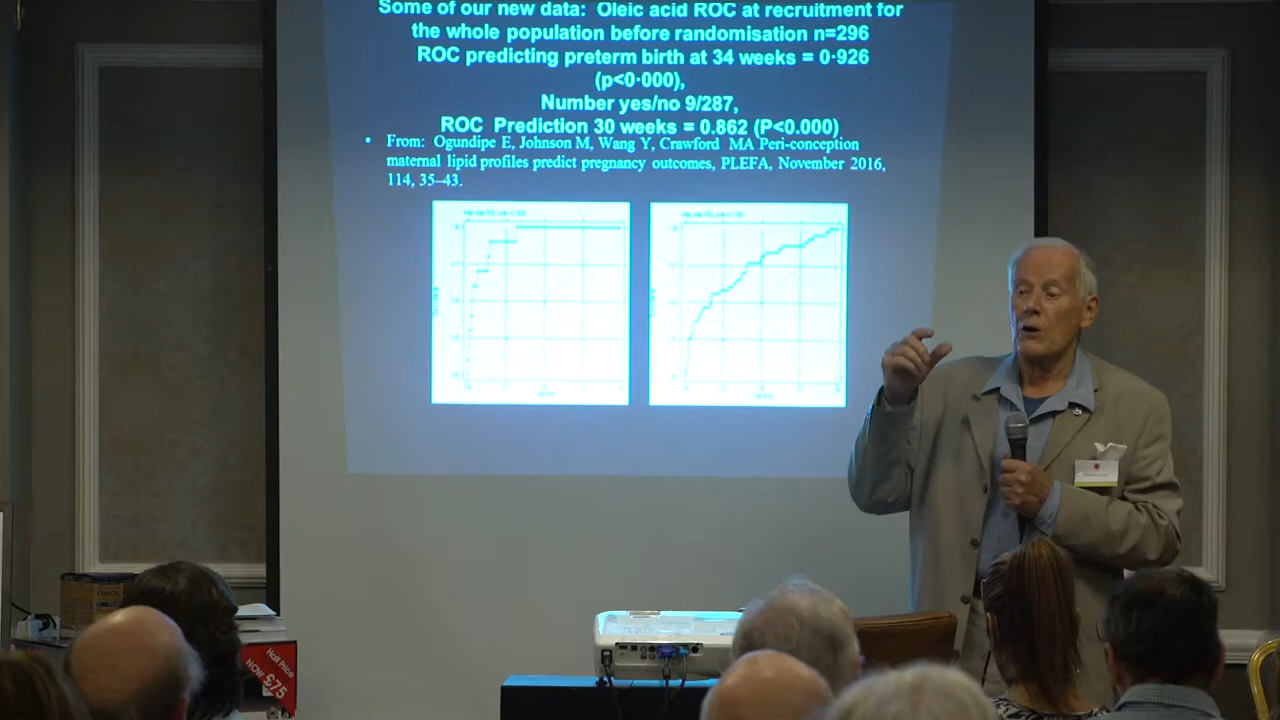 Some of our new data: Oleic acid ROC at recruitment for
the whole population before randomisation n=296
ROC predicting preterm birth at 34 weeks = 0·926
(p<0·000),
Number yes/no 9/287,
ROC Prediction 30 weeks = 0.862 (P<0.000)
• From: Ogundipe E, Johnson M, Wang Y, Crawford MA Peri-conception
maternal lipid profiles predict pregnancy outcomes, PLEFA, November 2016,
114, 35–43.
Half Price
NOW £75